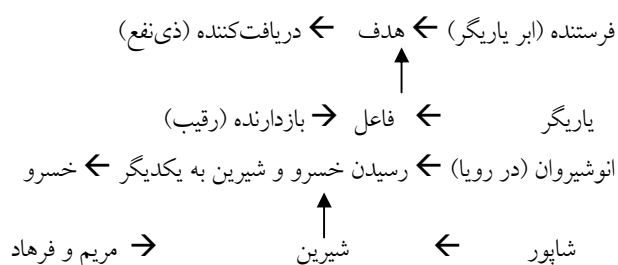 فرستنده (ابر یاریگر) ← هدف ← دریافت‌کننده (ذی‌نفع)
یاریگر ← فاعل → بازدارنده (رقیب)
انوشیروان (در رویا) ← رسیدن خسرو و شیرین به یکدیگر ← خسرو
شاپور ← شیرین → مریم و فرهاد